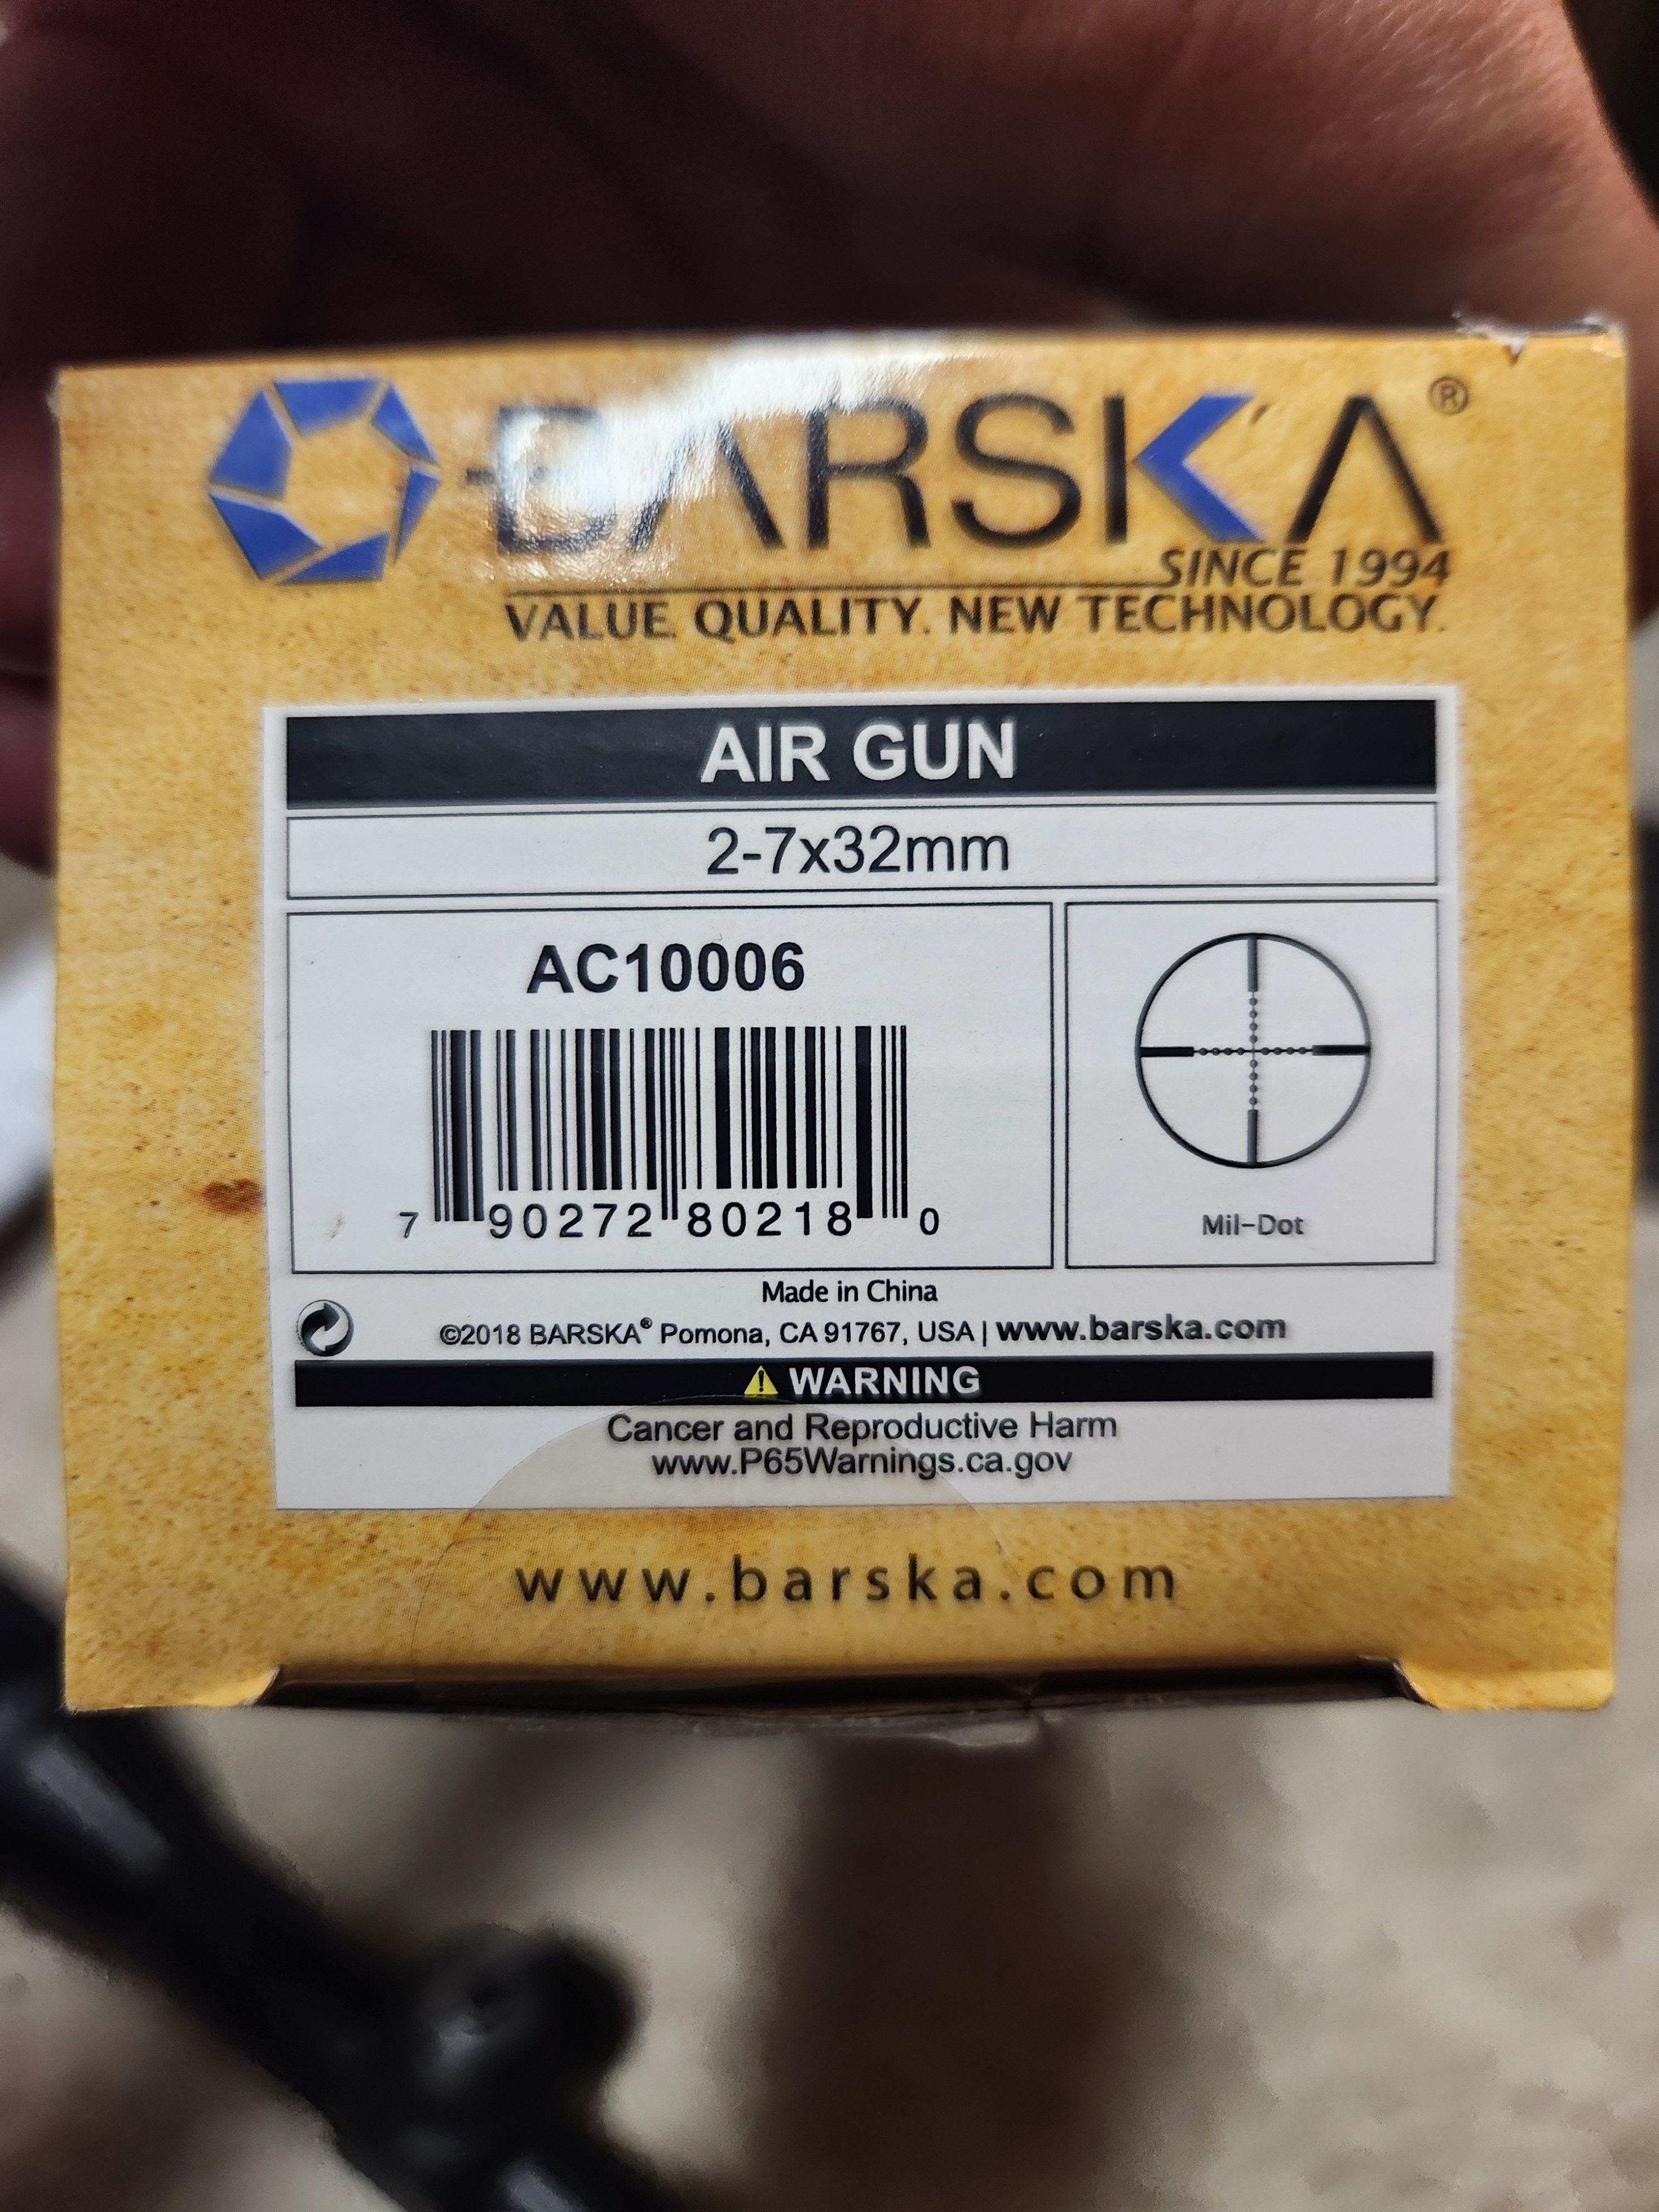 BARSKA®
SINCE 1994
VALUE. QUALITY. NEW TECHNOLOGY.
AIR GUN
2-7x32mm
AC10006
7 90272 80218 0
Mil-Dot
Made in China
©2018 BARSKA® Pomona, CA 91767, USA | www.barska.com
WARNING
Cancer and Reproductive Harm
www.P65Warnings.ca.gov
www.barska.com